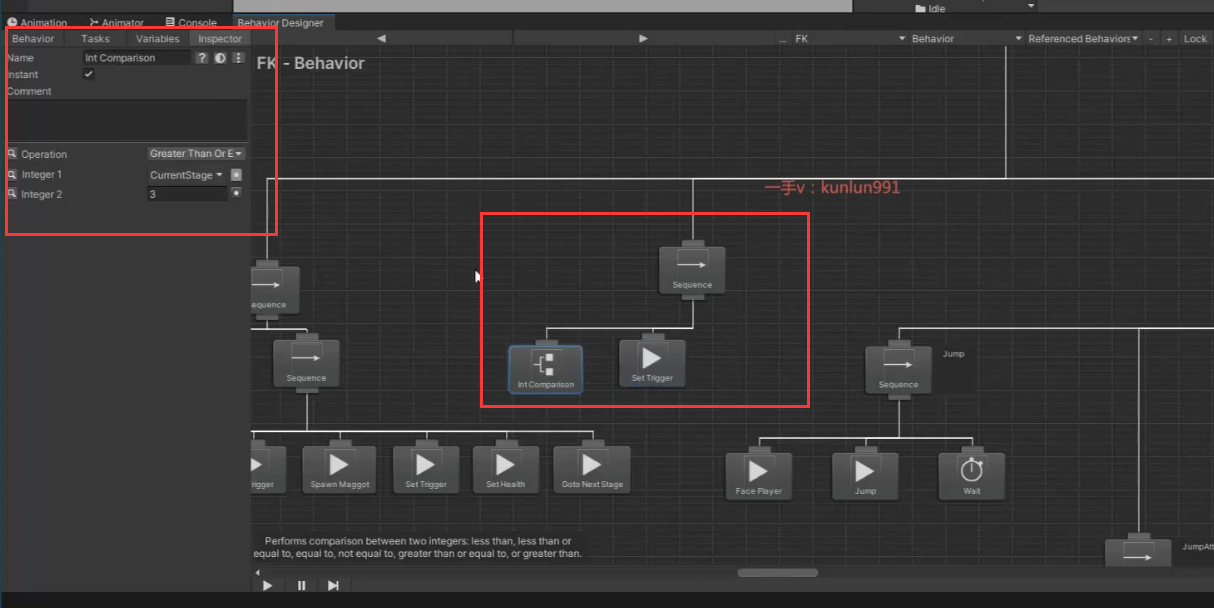 Idle
Animation Animator Console Behavior Designer
Behavior Tasks Variables Inspector
... FK Behavior Referenced Behaviors - + Lock
Name Int Comparison
Instant
Comment
FK - Behavior
Operation Greater Than Or E
Integer 1 CurrentStage
Integer 2 3
一手v：kunlun991
Sequence
equence
Sequence
Int Comparison
Set Trigger
Jump
Sequence
rigger
Spawn Maggot
Set Trigger
Set Health
Goto Next Stage
Face Player
Jump
Wait
Performs comparison between two integers: less than, less than or
equal to, equal to, not equal to, greater than or equal to, or greater than.
JumpAtt